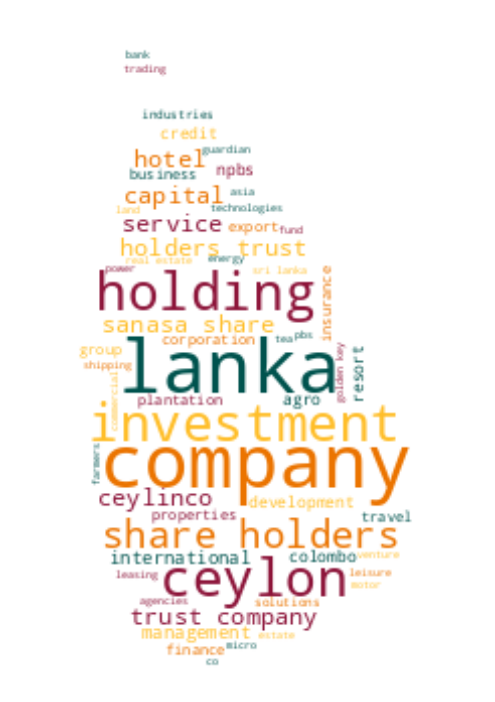 bank
trading
industries
credit
guardian
hotel
npbs
business
capital
asia
land
technologies
service
export
fund
holders trust
real estate
energy
power
sri lanka
holding
insurance
sanasa share
corporation
tea
pbs
group
lanka
golden key
resort
shipping
commercial
plantation
agro
investment
company
farmers
ceylinco
development
properties
travel
share holders
international
colombo
venture
leasing
ceylon
leisure
motor
agencies
solutions
trust company
management
estate
finance
micro
co